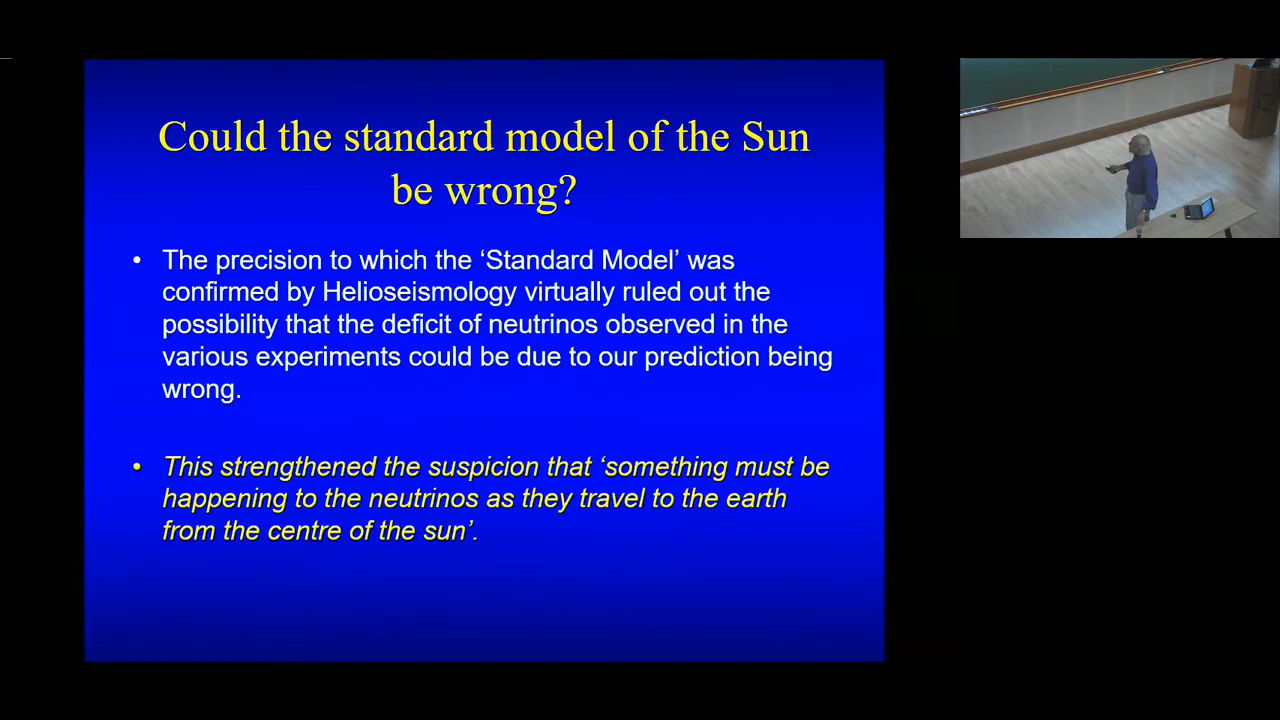 Could the standard model of the Sun
be wrong?
• The precision to which the ‘Standard Model’ was
confirmed by Helioseismology virtually ruled out the
possibility that the deficit of neutrinos observed in the
various experiments could be due to our prediction being
wrong.
• This strengthened the suspicion that ‘something must be
happening to the neutrinos as they travel to the earth
from the centre of the sun’.